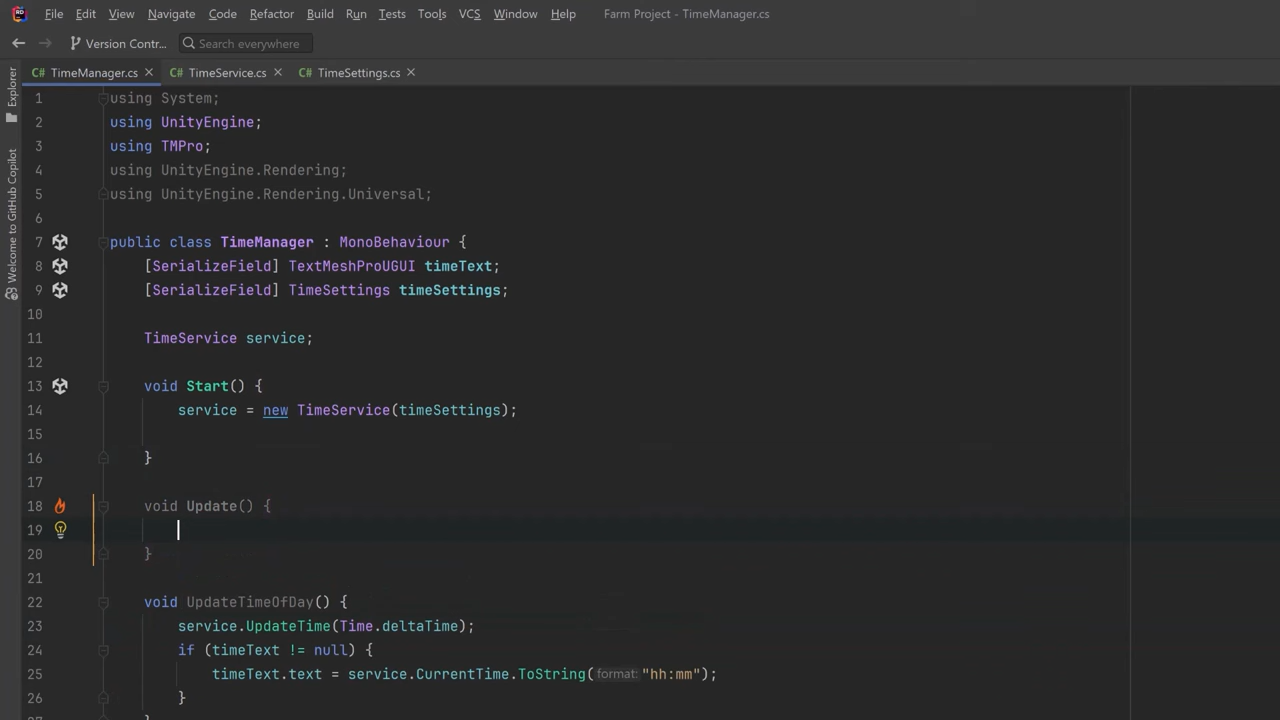 File Edit View Navigate Code Refactor Build Run Tests Tools VCS Window Help Farm Project - TimeManager.cs
Version Contr... Search everywhere
C# TimeManager.cs C# TimeService.cs C# TimeSettings.cs
Explorer
Welcome to GitHub Copilot
1 using System;
2 using UnityEngine;
3 using TMPro;
4 using UnityEngine.Rendering;
5 using UnityEngine.Rendering.Universal;
6
7 public class TimeManager : MonoBehaviour {
8 [SerializeField] TextMeshProUGUI timeText;
9 [SerializeField] TimeSettings timeSettings;
10
11 TimeService service;
12
13 void Start() {
14 service = new TimeService(timeSettings);
15
16 }
17
18 void Update() {
19
20 }
21
22 void UpdateTimeOfDay() {
23 service.UpdateTime(Time.deltaTime);
24 if (timeText != null) {
25 timeText.text = service.CurrentTime.ToString(format: "hh:mm");
26 }